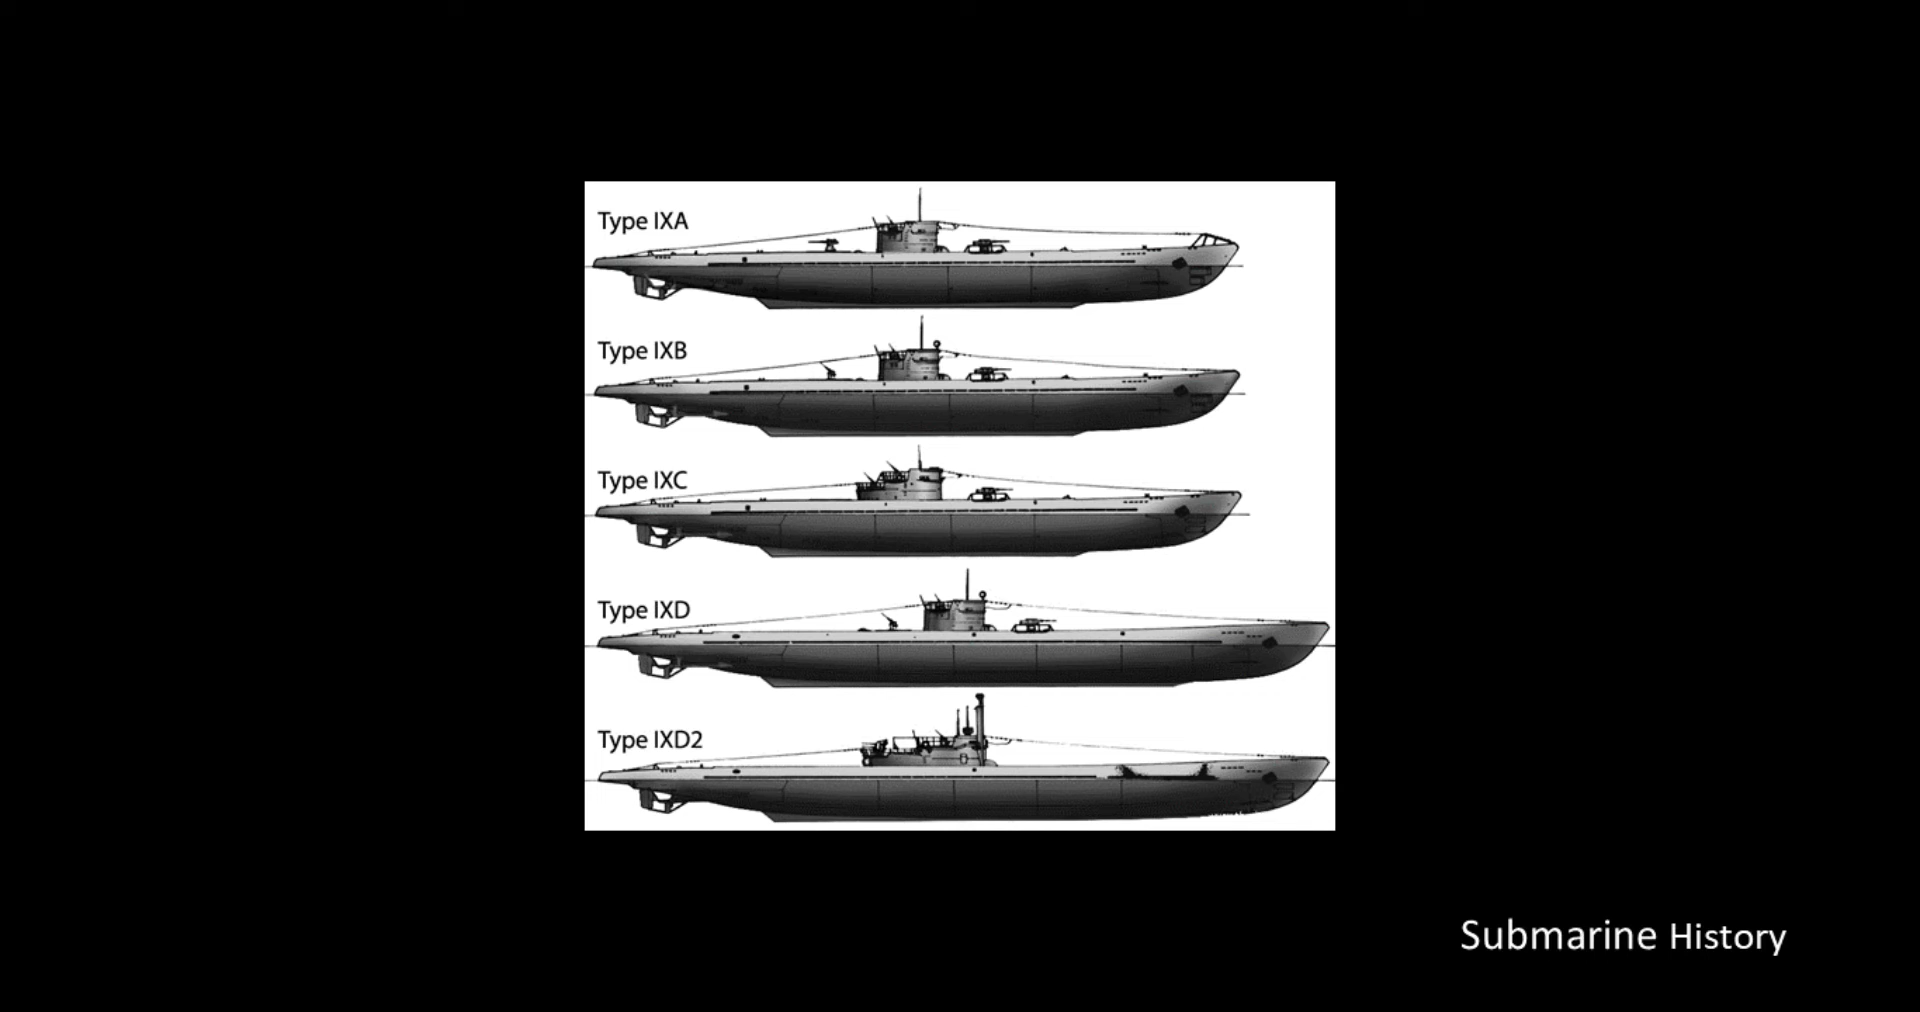 Type IXA
Type IXB
Type IXC
Type IXD
Type IXD2
Submarine History